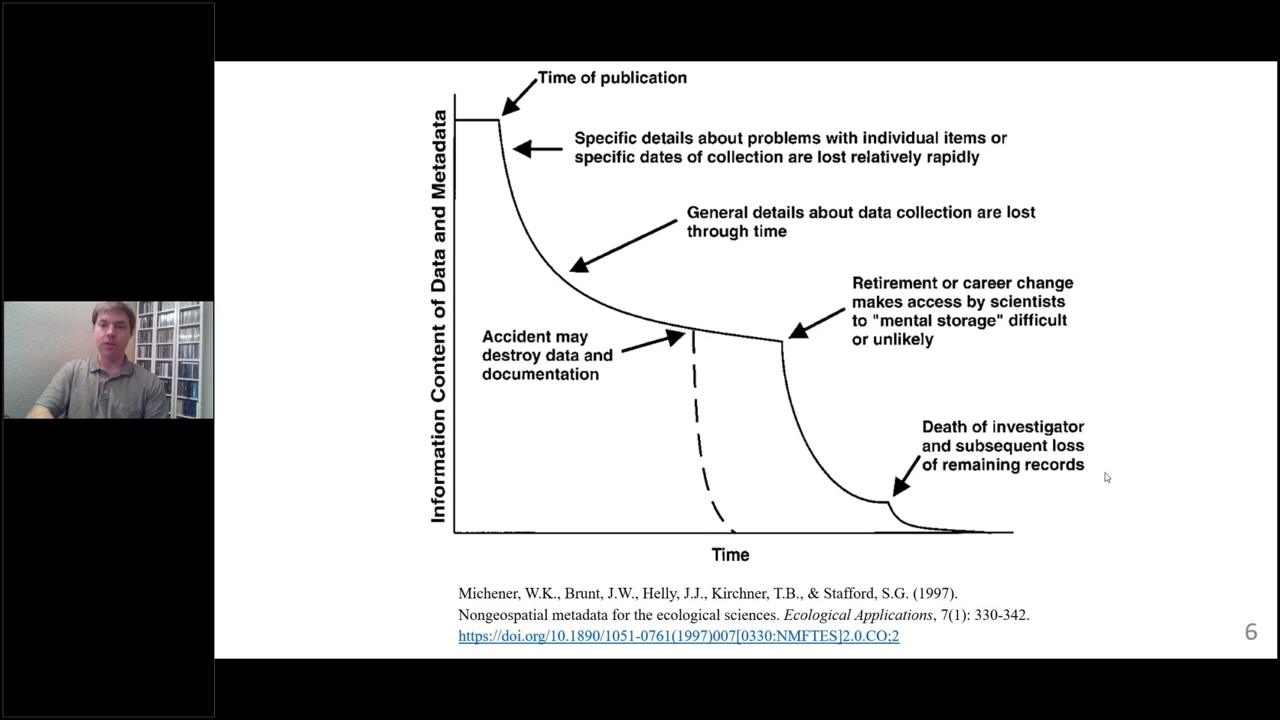 Time of publication
Specific details about problems with individual items or
specific dates of collection are lost relatively rapidly
General details about data collection are lost
through time
Retirement or career change
makes access by scientists
to "mental storage" difficult
or unlikely
Accident may
destroy data and
documentation
Death of investigator
and subsequent loss
of remaining records
Information Content of Data and Metadata
Time
Michener, W.K., Brunt, J.W., Helly, J.J., Kirchner, T.B., & Stafford, S.G. (1997).
Nongeospatial metadata for the ecological sciences. Ecological Applications, 7(1): 330-342.
https://doi.org/10.1890/1051-0761(1997)007[0330:NMFTES]2.0.CO;2
6